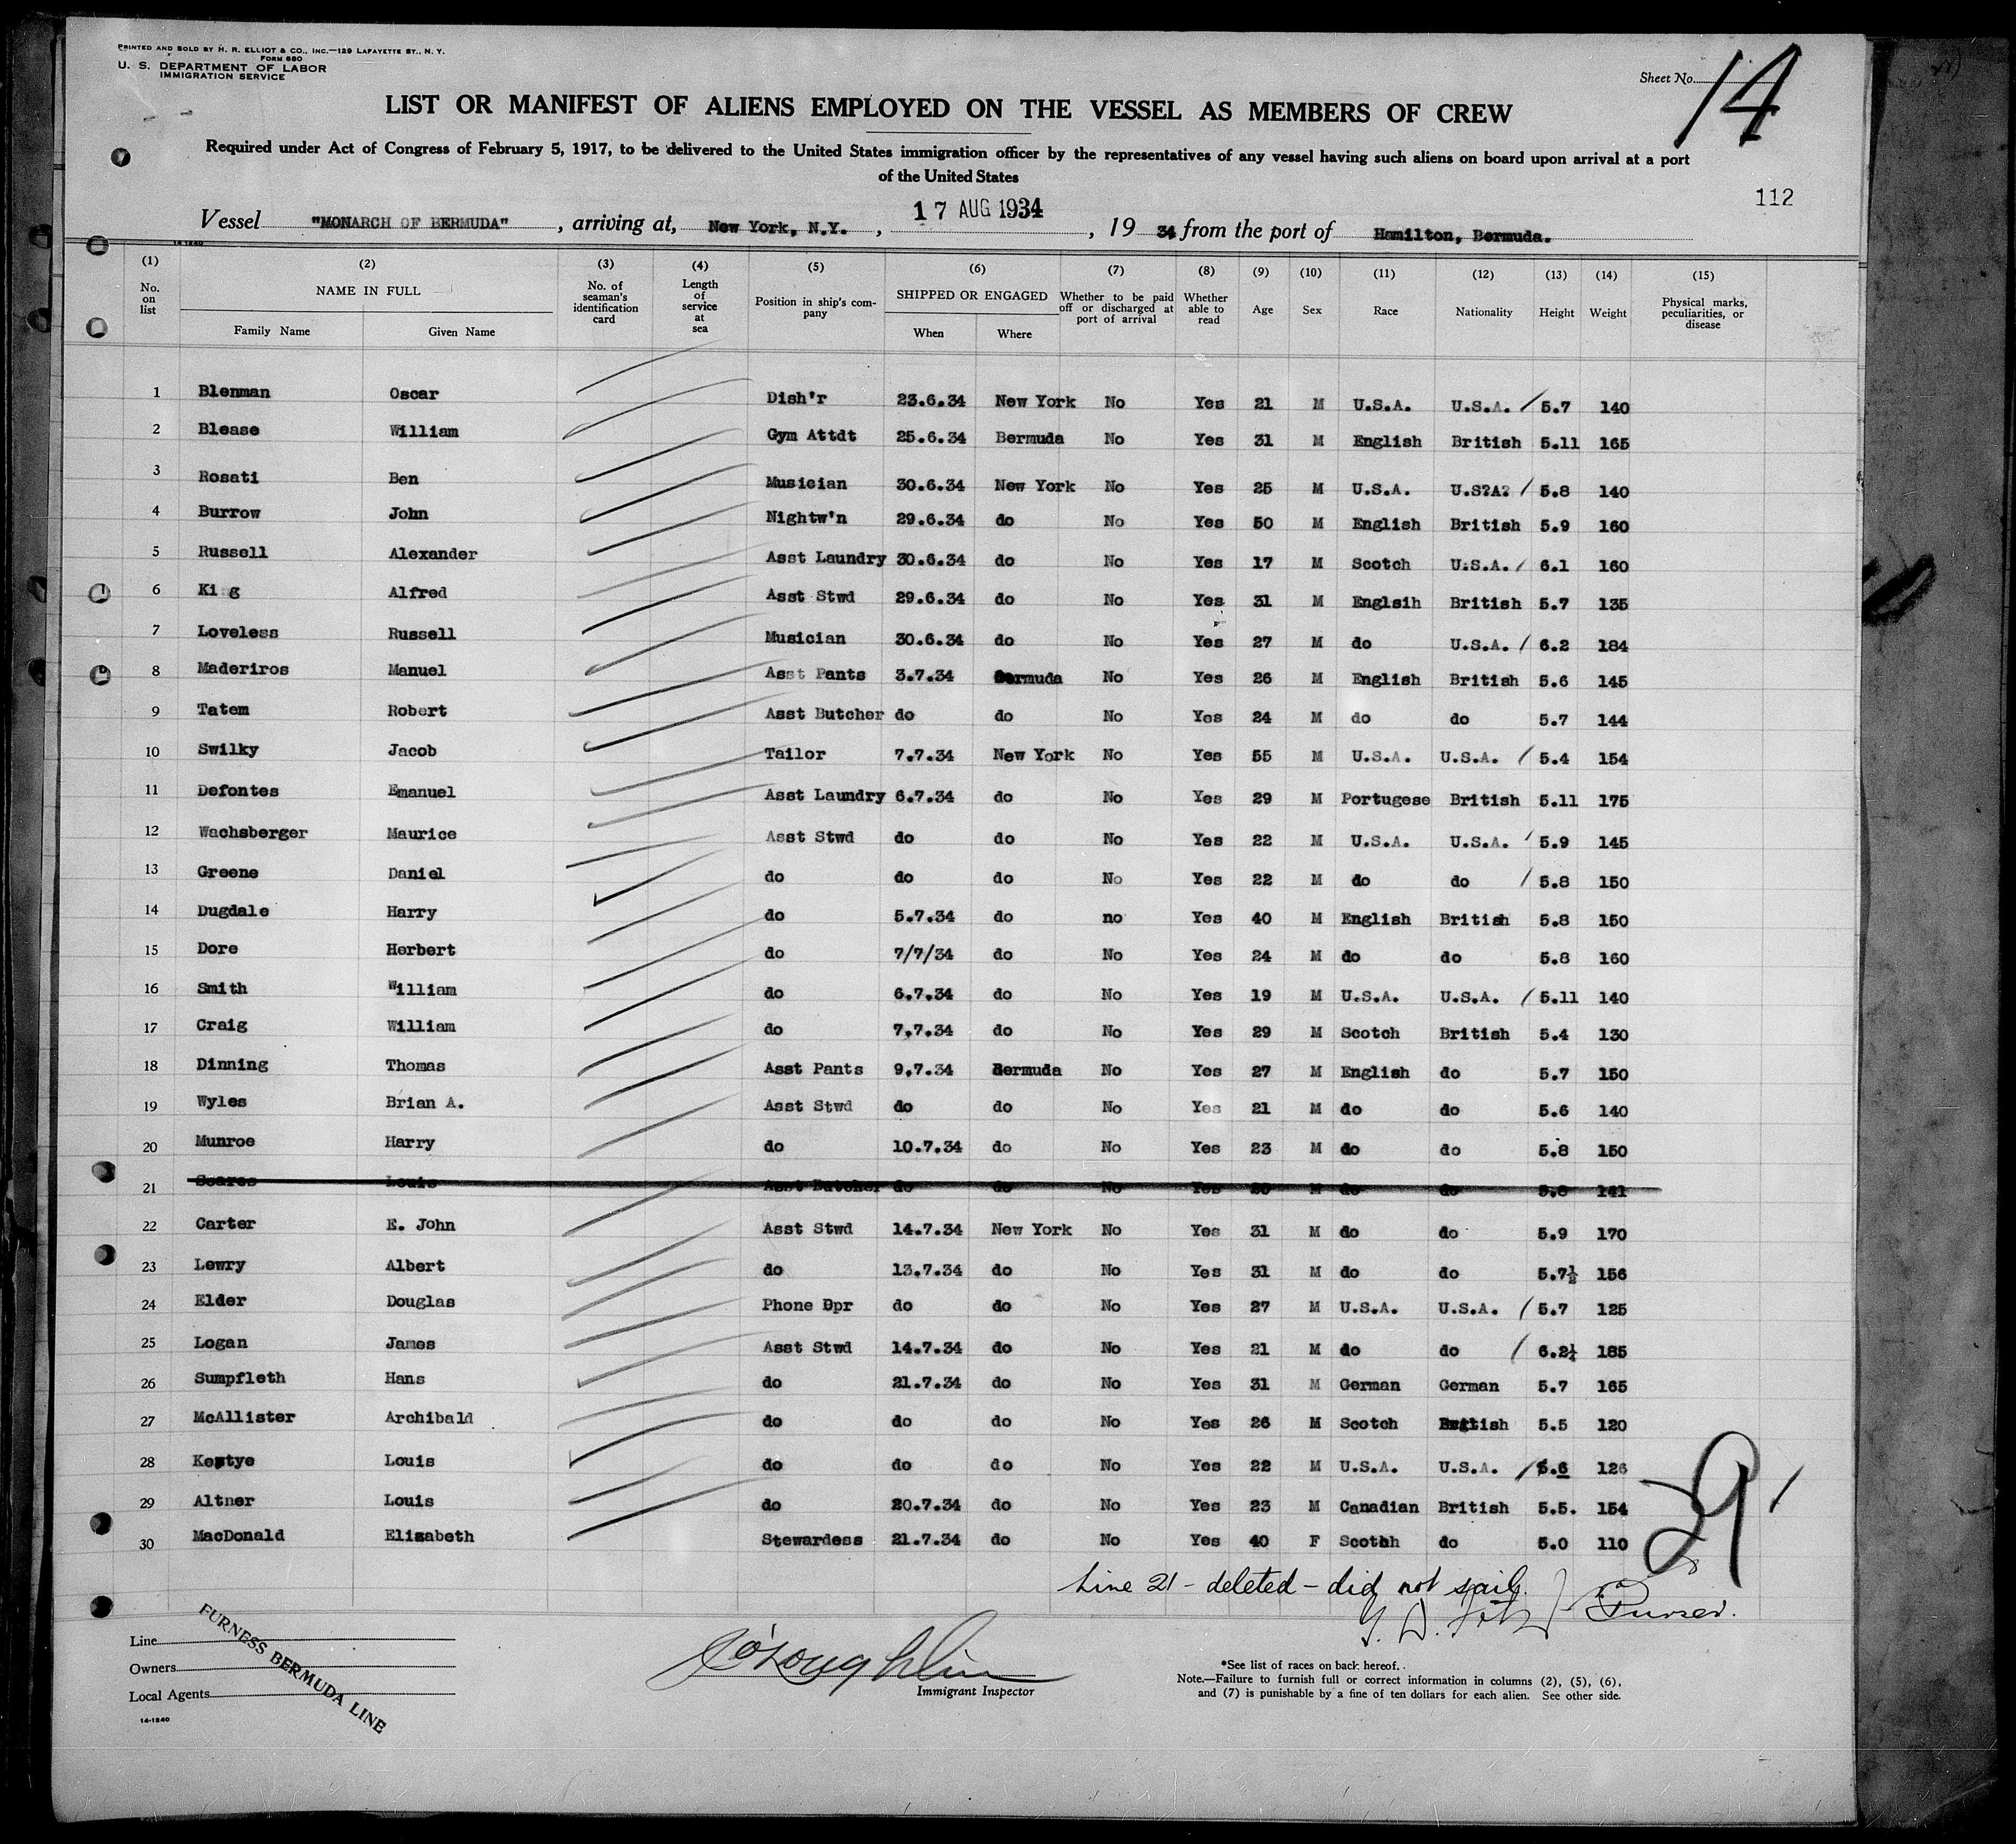 PRINTED AND SOLD BY H. R. ELLIOT & CO., INC.—129 LAFAYETTE ST., N. Y.
FORM 680
U. S. DEPARTMENT OF LABOR
IMMIGRATION SERVICE
Sheet No. 14
LIST OR MANIFEST OF ALIENS EMPLOYED ON THE VESSEL AS MEMBERS OF CREW
Required under Act of Congress of February 5, 1917, to be delivered to the United States immigration officer by the representatives of any vessel having such aliens on board upon arrival at a port
of the United States
112
Vessel "MONARCH OF BERMUDA", arriving at, New York, N.Y., 17 AUG 1934, 19 34 from the port of Hamilton, Bermuda.
14 1240
(1) (2) (3) (4) (5) (6) (7) (8) (9) (10) (11) (12) (13) (14) (15)
No. on list NAME IN FULL Family Name Given Name No. of seaman's identification card Length of service at sea Position in ship's company SHIPPED OR ENGAGED When Where Whether to be paid off or discharged at port of arrival Whether able to read Age Sex Race Nationality Height Weight Physical marks, peculiarities, or disease
1 Blenman Oscar Dish'r 23.6.34 New York No Yes 21 M U.S.A. U.S.A. / 5.7 140
2 Blease William Gym Attdt 25.6.34 Bermuda No Yes 31 M English British 5.11 165
3 Rosati Ben Musician 30.6.34 New York No Yes 25 M U.S.A. U.S?A? / 5.8 140
4 Burrow John Nightw'n 29.6.34 do No Yes 50 M English British 5.9 160
5 Russell Alexander Asst Laundry 30.6.34 do No Yes 17 M Scotch U.S.A. / 6.1 160
6 Ki g Alfred Asst Stwd 29.6.34 do No Yes 31 M Englsih British 5.7 135
7 Loveless Russell Musician 30.6.34 do No Yes 27 M do U.S.A. / 6.2 184
8 Maderiros Manuel Asst Pants 3.7.34 Bermuda No Yes 26 M English British 5.6 145
9 Tatem Robert Asst Butcher do do No Yes 24 M do do 5.7 144
10 Swilky Jacob Tailor 7.7.34 New York No Yes 55 M U.S.A. U.S.A. / 5.4 154
11 Defontes Emanuel Asst Laundry 6.7.34 do No Yes 29 M Portugese British 5.11 175
12 Wachsberger Maurice Asst Stwd do do No Yes 22 M U.S.A. U.S.A. / 5.9 145
13 Greene Daniel do do do No Yes 22 M do do / 5.8 150
14 Dugdale Harry do 5.7.34 do no Yes 40 M English British 5.8 150
15 Dore Herbert do 7/7/34 do No Yes 24 M do do 5.8 160
16 Smith William do 6.7.34 do No Yes 19 M U.S.A. U.S.A. / 5.11 140
17 Craig William do 7.7.34 do No Yes 29 M Scotch British 5.4 130
18 Dinning Thomas Asst Pants 9.7.34 Bermuda No Yes 27 M English do 5.7 150
19 Wyles Brian A. Asst Stwd do do No Yes 21 M do do 5.6 140
20 Munroe Harry do 10.7.34 do No Yes 23 M do do 5.8 150
21 Soares Louis Asst Butcher do do No Yes 20 M do do 5.8 141
22 Carter E. John Asst Stwd 14.7.34 New York No Yes 31 M do do 5.9 170
23 Lowry Albert do 13.7.34 do No Yes 31 M do do 5.7½ 156
24 Elder Douglas Phone Opr do do No Yes 27 M U.S.A. U.S.A. / 5.7 125
25 Logan James Asst Stwd 14.7.34 do No Yes 21 M do do / 6.2¼ 185
26 Sumpfleth Hans do 21.7.34 do No Yes 31 M German German 5.7 165
27 McAllister Archibald do do do No Yes 26 M Scotch British 5.5 120
28 Louis do do do No Yes 22 M U.S.A. U.S.A. / 5.6 126
29 Altner Louis do 20.7.34 do No Yes 23 M Canadian British 5.5. 154
30 MacDonald Elizabeth Stewardess 21.7.34 do No Yes 40 F Scothh do 5.0 110
29
Line 21 - deleted - did not sail.
Purser.
Line
Owners
Local Agents
FURNESS BERMUDA LINE
14-1240
J O'Loughlin
Immigrant Inspector
*See list of races on back hereof.
Note.—Failure to furnish full or correct information in columns (2), (5), (6),
and (7) is punishable by a fine of ten dollars for each alien. See other side.